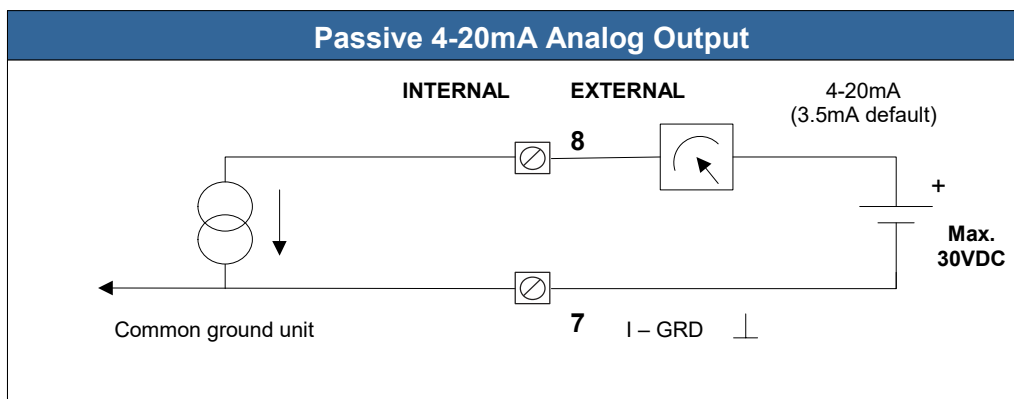 Passive 4-20mA Analog Output
INTERNAL EXTERNAL
4-20mA
(3.5mA default)
8
+
Max.
30VDC
7
Common ground unit
I – GRD